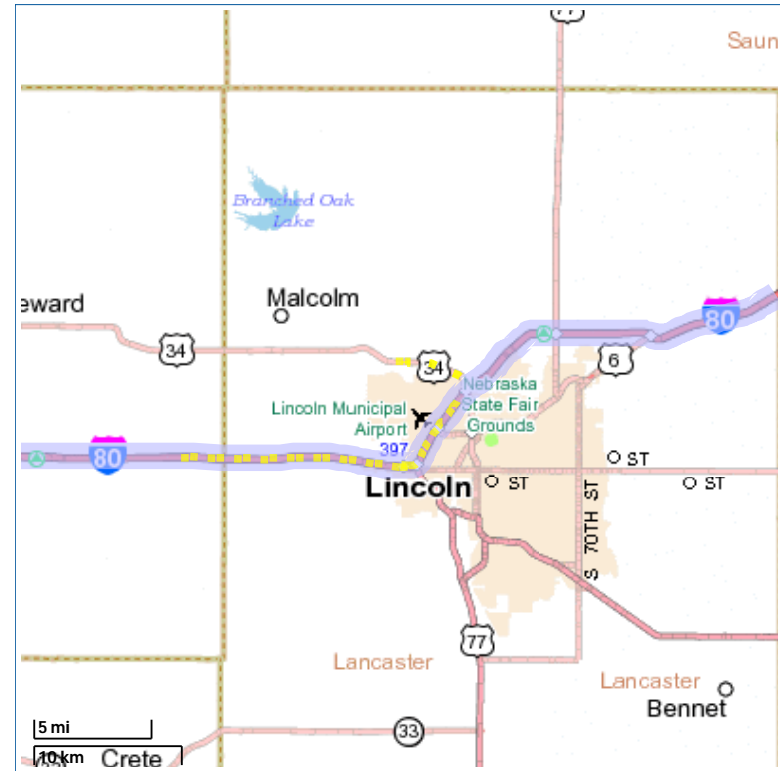 77
Saun
Branched Oak
Lake
eward
Malcolm
80
34
34
6
Nebraska
State Fair
Grounds
Lincoln Municipal
Airport
397
80
Lincoln
O ST
O ST
O ST
S 70TH ST
77
Lancaster
Lancaster
Bennet
5 mi
33
10 km
Crete